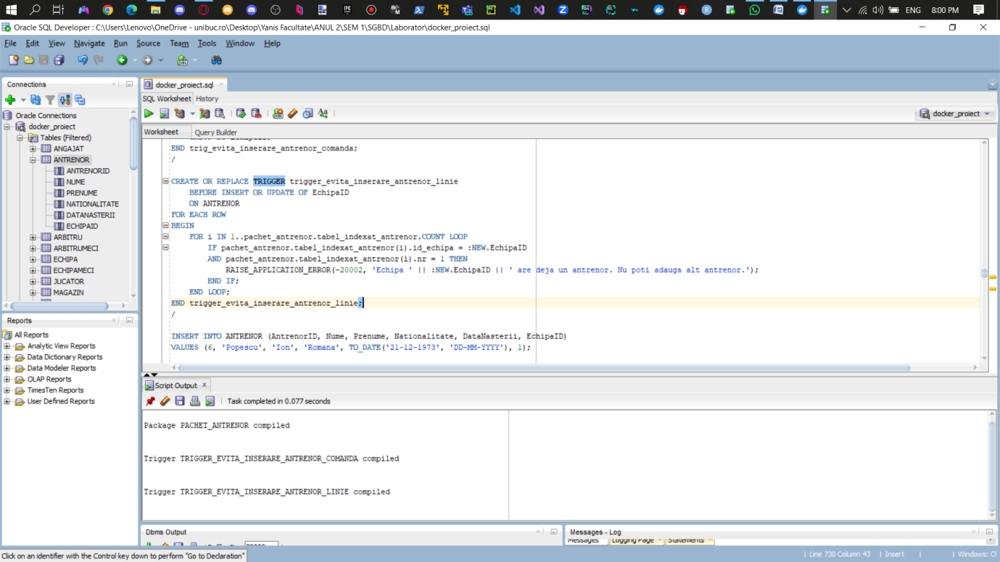 ENG
8:00 PM
Oracle SQL Developer : C:\Users\Lenovo\OneDrive - unibuc.ro\Desktop\Yanis Facultate\ANUL 2\SEM 1\SGBD\Laborator\docker_proiect.sql
File Edit View Navigate Run Source Team Tools Window Help
Connections
Oracle Connections
docker_proiect
Tables (Filtered)
ANGAJAT
ANTRENOR
ANTRENORID
NUME
PRENUME
NATIONALITATE
DATANASTERII
ECHIPAID
ARBITRU
ARBITRUMECI
ECHIPA
ECHIPAMECI
JUCATOR
MAGAZIN
Reports
All Reports
Analytic View Reports
Data Dictionary Reports
Data Modeler Reports
OLAP Reports
TimesTen Reports
User Defined Reports
docker_proiect.sql
SQL Worksheet History
docker_proiect
Worksheet Query Builder
END trig_evita_inserare_antrenor_comanda;
/
CREATE OR REPLACE TRIGGER trigger_evita_inserare_antrenor_linie
BEFORE INSERT OR UPDATE OF EchipaID
ON ANTRENOR
FOR EACH ROW
BEGIN
FOR i IN 1..pachet_antrenor.tabel_indexat_antrenor.COUNT LOOP
IF pachet_antrenor.tabel_indexat_antrenor(i).id_echipa = :NEW.EchipaID
AND pachet_antrenor.tabel_indexat_antrenor(i).nr = 1 THEN
RAISE_APPLICATION_ERROR(-20002, 'Echipa ' || :NEW.EchipaID || ' are deja un antrenor. Nu poti adauga alt antrenor.');
END IF;
END LOOP;
END trigger_evita_inserare_antrenor_linie;
/
INSERT INTO ANTRENOR (AntrenorID, Nume, Prenume, Nationalitate, DataNasterii, EchipaID)
VALUES (6, 'Popescu', 'Ion', 'Romana', TO_DATE('21-12-1973', 'DD-MM-YYYY'), 1);
Script Output
Task completed in 0.077 seconds
Package PACHET_ANTRENOR compiled
Trigger TRIGGER_EVITA_INSERARE_ANTRENOR_COMANDA compiled
Trigger TRIGGER_EVITA_INSERARE_ANTRENOR_LINIE compiled
Dbms Output
Messages - Log
Messages Logging Page Statements
Click on an identifier with the Control key down to perform "Go to Declaration"
Line 730 Column 43 Insert Windows: C